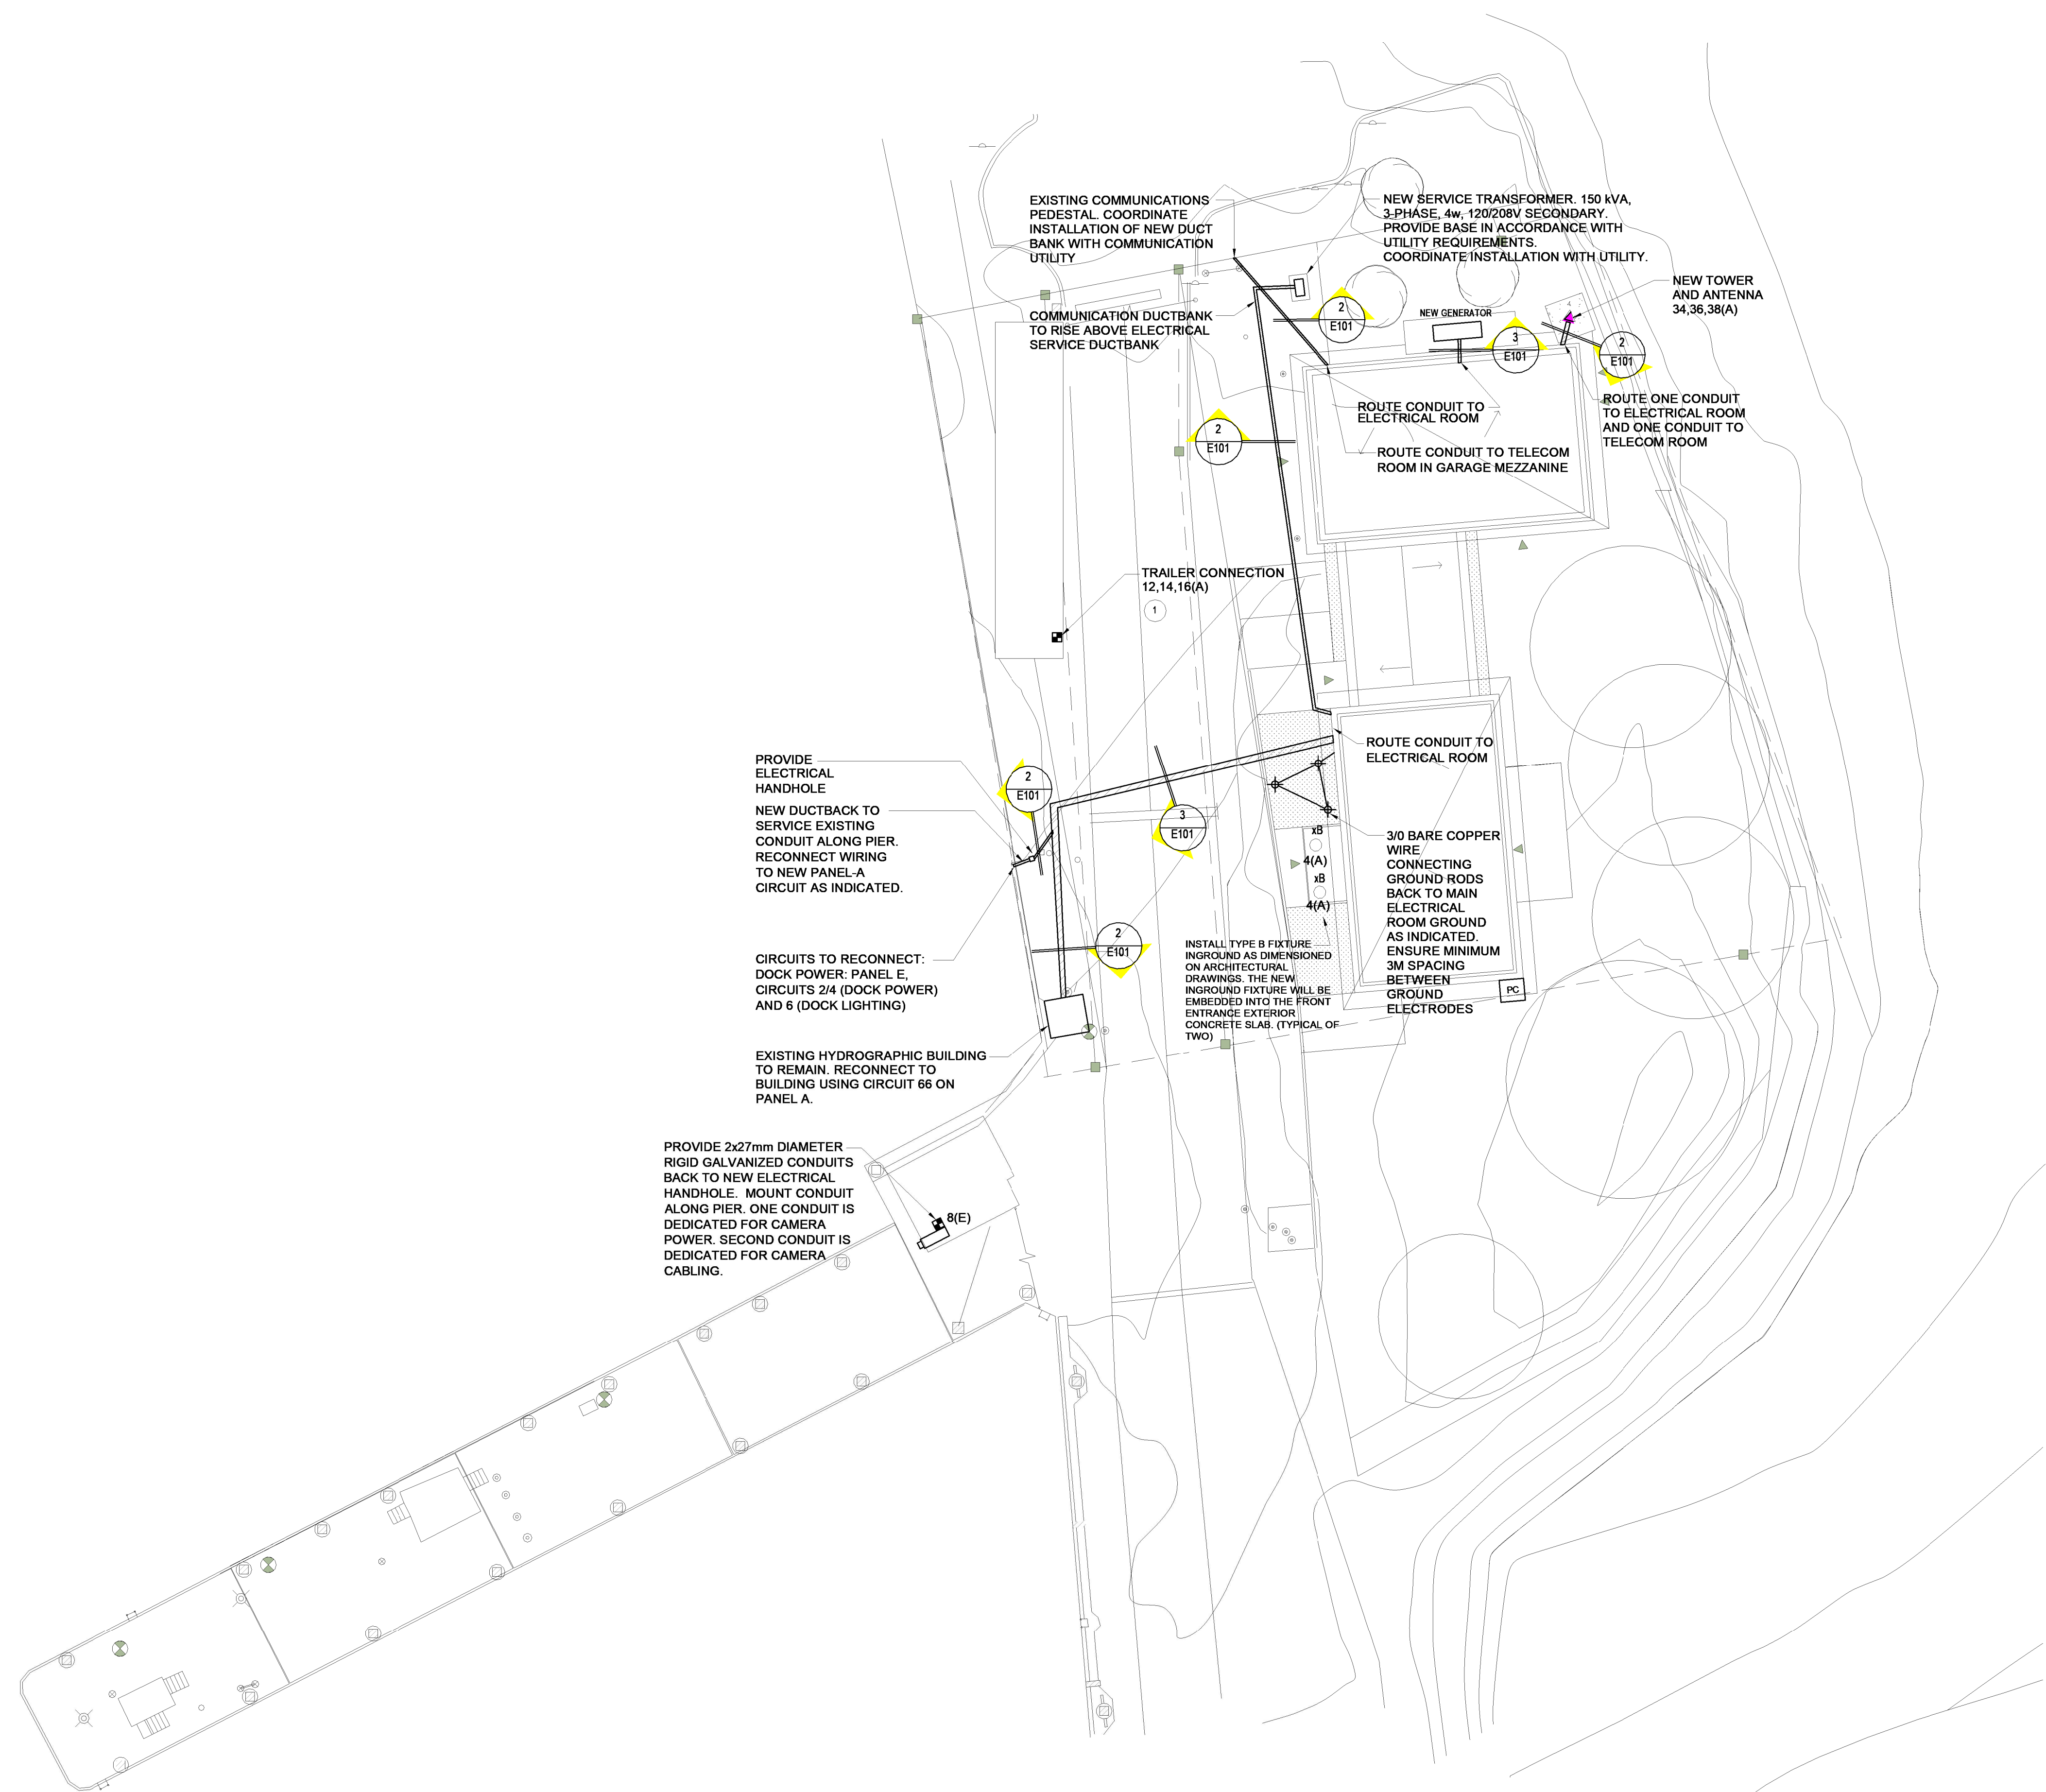 EXISTING COMMUNICATIONS
PEDESTAL. COORDINATE
INSTALLATION OF NEW DUCT
BANK WITH COMMUNICATION
UTILITY
NEW SERVICE TRANSFORMER. 150 kVA,
3-PHASE, 4w, 120/208V SECONDARY.
PROVIDE BASE IN ACCORDANCE WITH
UTILITY REQUIREMENTS.
COORDINATE INSTALLATION WITH UTILITY.
NEW TOWER
AND ANTENNA
34,36,38(A)
COMMUNICATION DUCTBANK
TO RISE ABOVE ELECTRICAL
SERVICE DUCTBANK
2
E101
NEW GENERATOR
3
E101
2
E101
ROUTE CONDUIT TO
ELECTRICAL ROOM
ROUTE ONE CONDUIT
TO ELECTRICAL ROOM
AND ONE CONDUIT TO
TELECOM ROOM
2
E101
ROUTE CONDUIT TO TELECOM
ROOM IN GARAGE MEZZANINE
TRAILER CONNECTION
12,14,16(A)
1
ROUTE CONDUIT TO
ELECTRICAL ROOM
PROVIDE
ELECTRICAL
HANDHOLE
2
E101
NEW DUCTBACK TO
SERVICE EXISTING
CONDUIT ALONG PIER.
RECONNECT WIRING
TO NEW PANEL-A
CIRCUIT AS INDICATED.
3
E101
xB
4(A)
xB
4(A)
3/0 BARE COPPER
WIRE
CONNECTING
GROUND RODS
BACK TO MAIN
ELECTRICAL
ROOM GROUND
AS INDICATED.
ENSURE MINIMUM
3M SPACING
BETWEEN
GROUND
ELECTRODES
2
E101
INSTALL TYPE B FIXTURE
INGROUND AS DIMENSIONED
ON ARCHITECTURAL
DRAWINGS. THE NEW
INGROUND FIXTURE WILL BE
EMBEDDED INTO THE FRONT
ENTRANCE EXTERIOR
CONCRETE SLAB. (TYPICAL OF
TWO)
PC
CIRCUITS TO RECONNECT:
DOCK POWER: PANEL E,
CIRCUITS 2/4 (DOCK POWER)
AND 6 (DOCK LIGHTING)
EXISTING HYDROGRAPHIC BUILDING
TO REMAIN. RECONNECT TO
BUILDING USING CIRCUIT 66 ON
PANEL A.
PROVIDE 2x27mm DIAMETER
RIGID GALVANIZED CONDUITS
BACK TO NEW ELECTRICAL
HANDHOLE. MOUNT CONDUIT
ALONG PIER. ONE CONDUIT IS
DEDICATED FOR CAMERA
POWER. SECOND CONDUIT IS
DEDICATED FOR CAMERA
CABLING.
8(E)